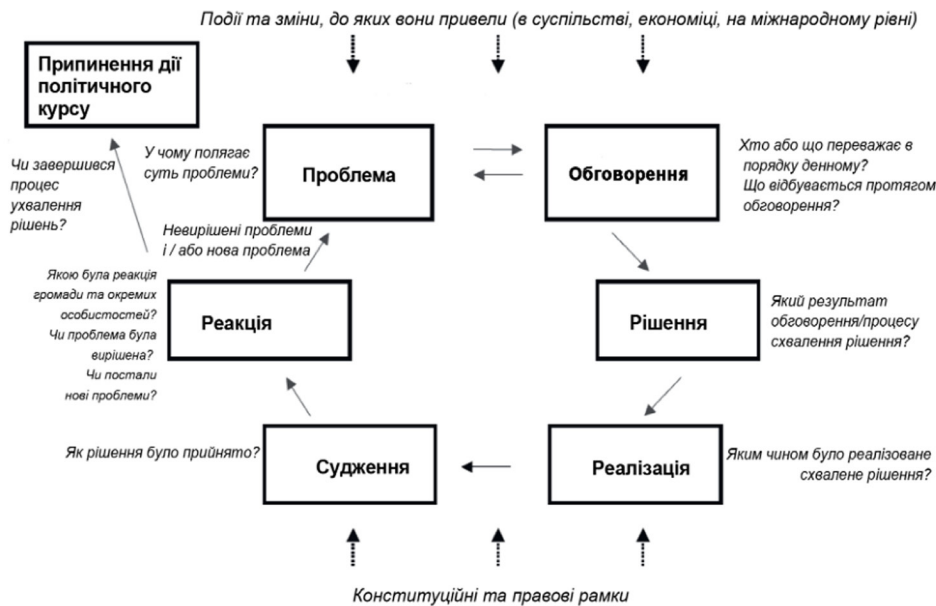 Події та зміни, до яких вони привели (в суспільстві, економіці, на міжнародному рівні)
Припинення дії
політичного
курсу
Чи завершився
процес
ухвалення
рішень?
У чому полягає
суть проблеми?
Проблема
Обговорення
Хто або що переважає в
порядку денному?
Що відбувається протягом
обговорення?
Невирішені проблеми
і / або нова проблема
Якою була реакція
громади та окремих
особистостей?
Чи проблема була
вирішена?
Чи постали
нові проблеми?
Реакція
Рішення
Який результат
обговорення/процесу
схвалення рішення?
Як рішення було прийнято?
Судження
Реалізація
Яким чином було реалізоване
схвалене рішення?
Конституційні та правові рамки